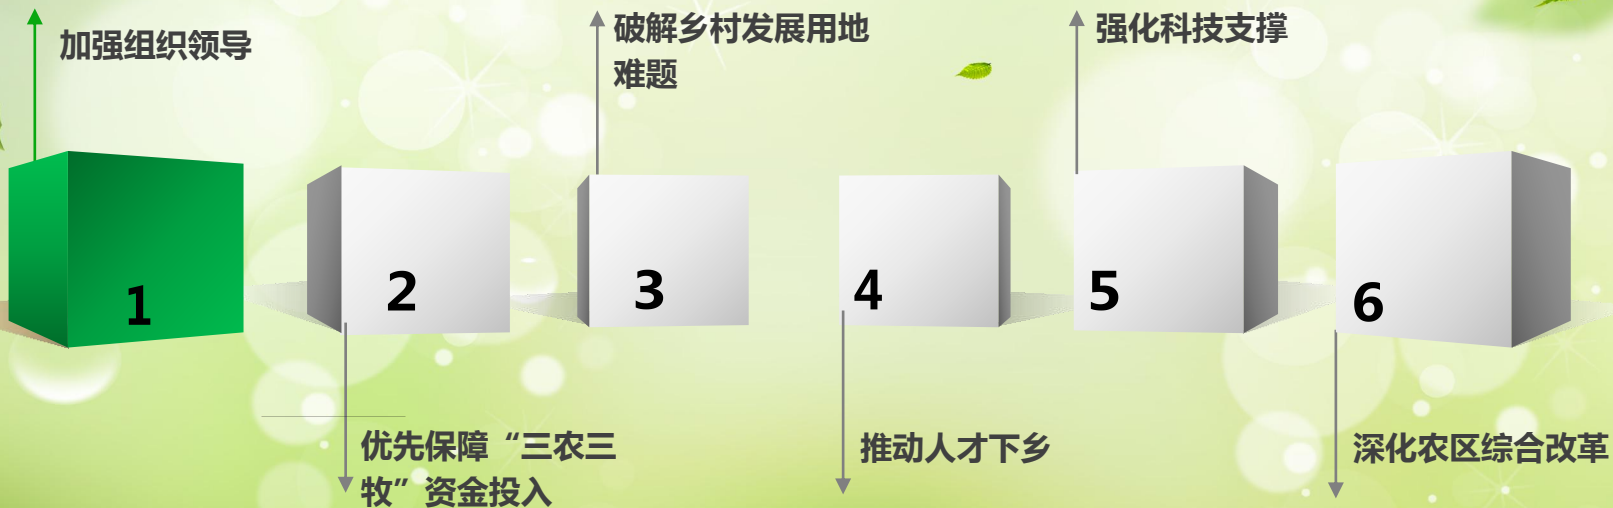 加强组织领导
破解乡村发展用地
难题
强化科技支撑
1
2
3
4
5
6
优先保障“三农三
牧”资金投入
推动人才下乡
深化农区综合改革